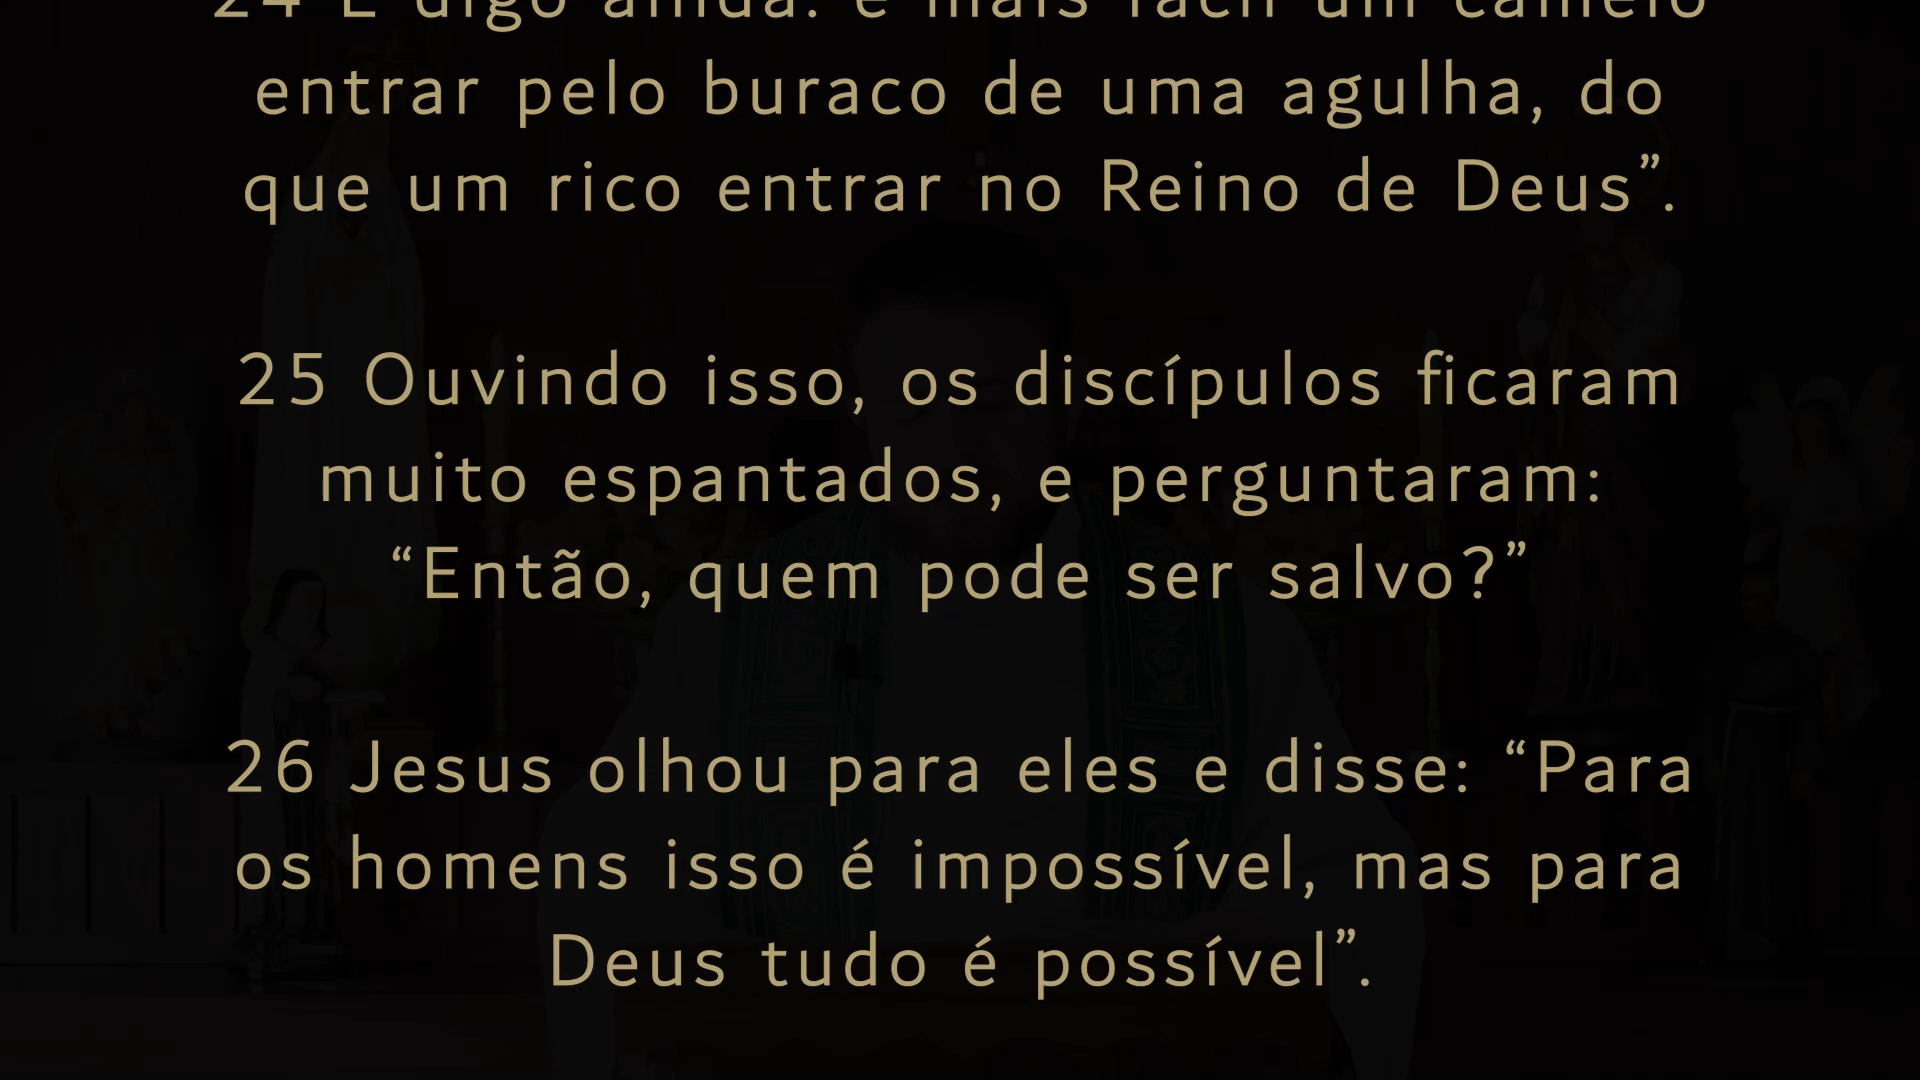 24 E digo ainda: é mais fácil um camelo
entrar pelo buraco de uma agulha, do
que um rico entrar no Reino de Deus”.
25 Ouvindo isso, os discípulos ficaram
muito espantados, e perguntaram:
“Então, quem pode ser salvo?”
26 Jesus olhou para eles e disse: “Para
os homens isso é impossível, mas para
Deus tudo é possível”.